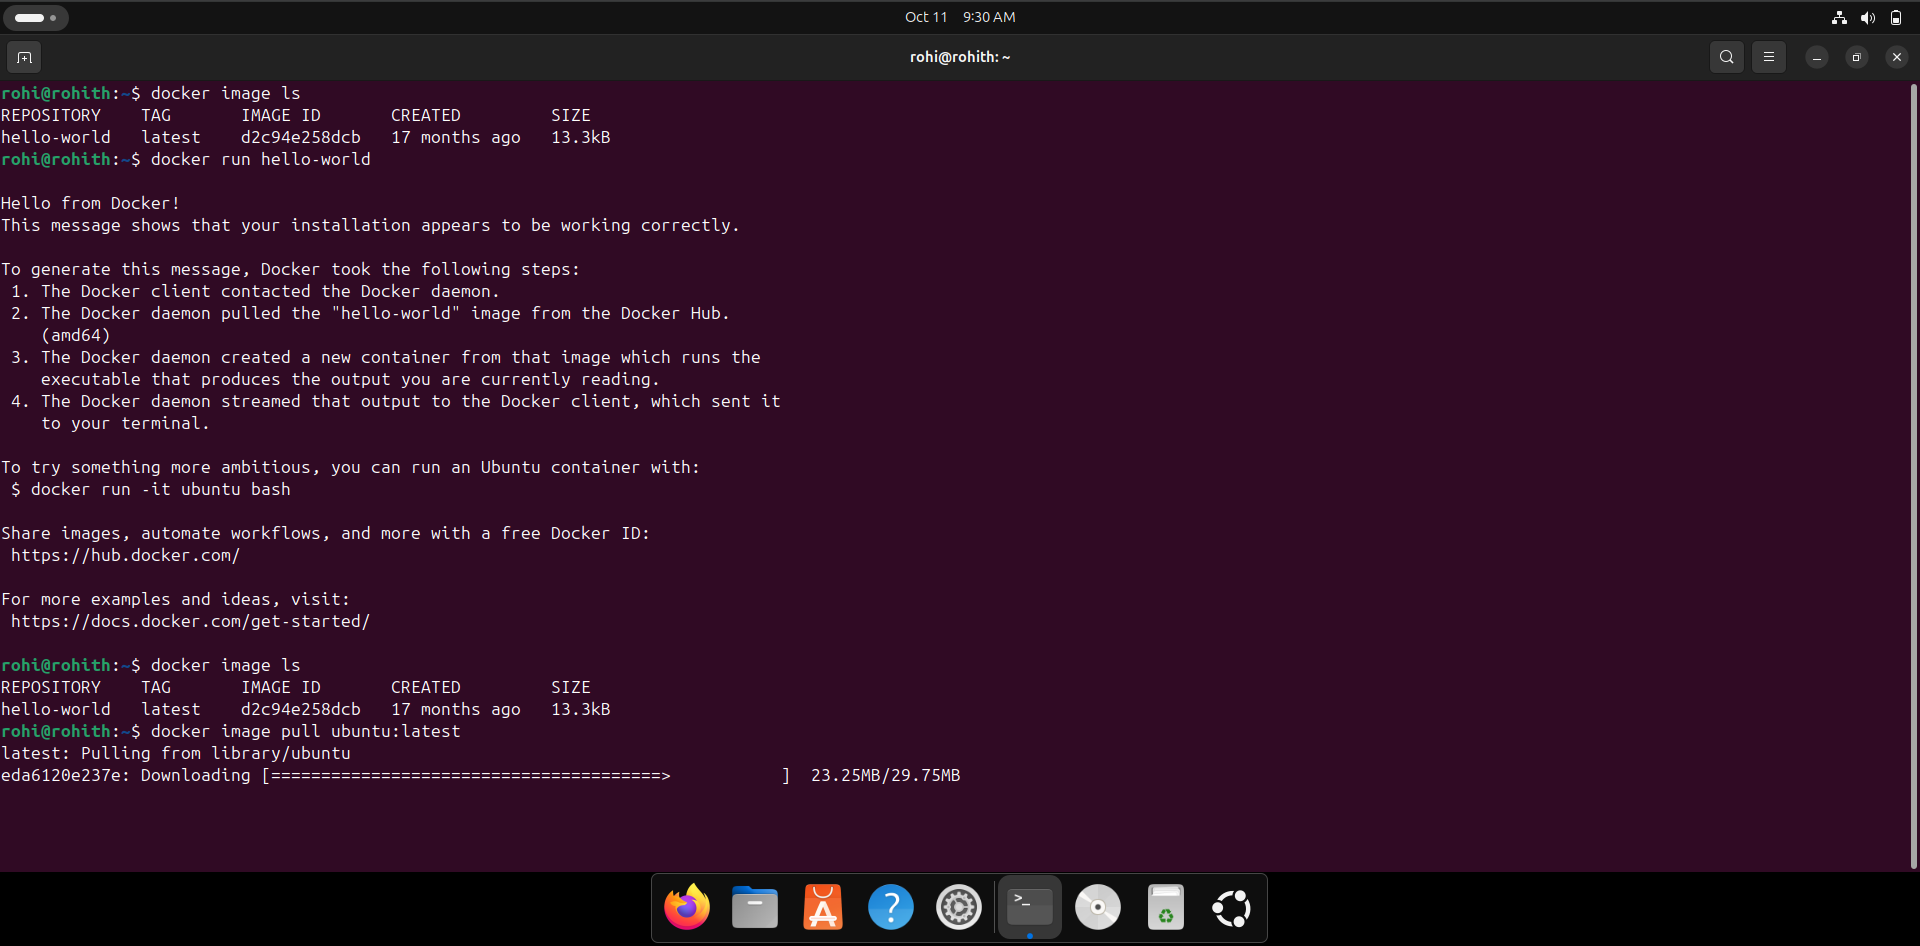 Oct 11 9:30 AM
rohi@rohith: ~
rohi@rohith:~$ docker image ls
REPOSITORY    TAG       IMAGE ID       CREATED         SIZE
hello-world   latest    d2c94e258dcb   17 months ago   13.3kB
rohi@rohith:~$ docker run hello-world

Hello from Docker!
This message shows that your installation appears to be working correctly.

To generate this message, Docker took the following steps:
 1. The Docker client contacted the Docker daemon.
 2. The Docker daemon pulled the "hello-world" image from the Docker Hub.
    (amd64)
 3. The Docker daemon created a new container from that image which runs the
    executable that produces the output you are currently reading.
 4. The Docker daemon streamed that output to the Docker client, which sent it
    to your terminal.

To try something more ambitious, you can run an Ubuntu container with:
 $ docker run -it ubuntu bash

Share images, automate workflows, and more with a free Docker ID:
 https://hub.docker.com/

For more examples and ideas, visit:
 https://docs.docker.com/get-started/

rohi@rohith:~$ docker image ls
REPOSITORY    TAG       IMAGE ID       CREATED         SIZE
hello-world   latest    d2c94e258dcb   17 months ago   13.3kB
rohi@rohith:~$ docker image pull ubuntu:latest
latest: Pulling from library/ubuntu
eda6120e237e: Downloading [=======================================>           ]  23.25MB/29.75MB